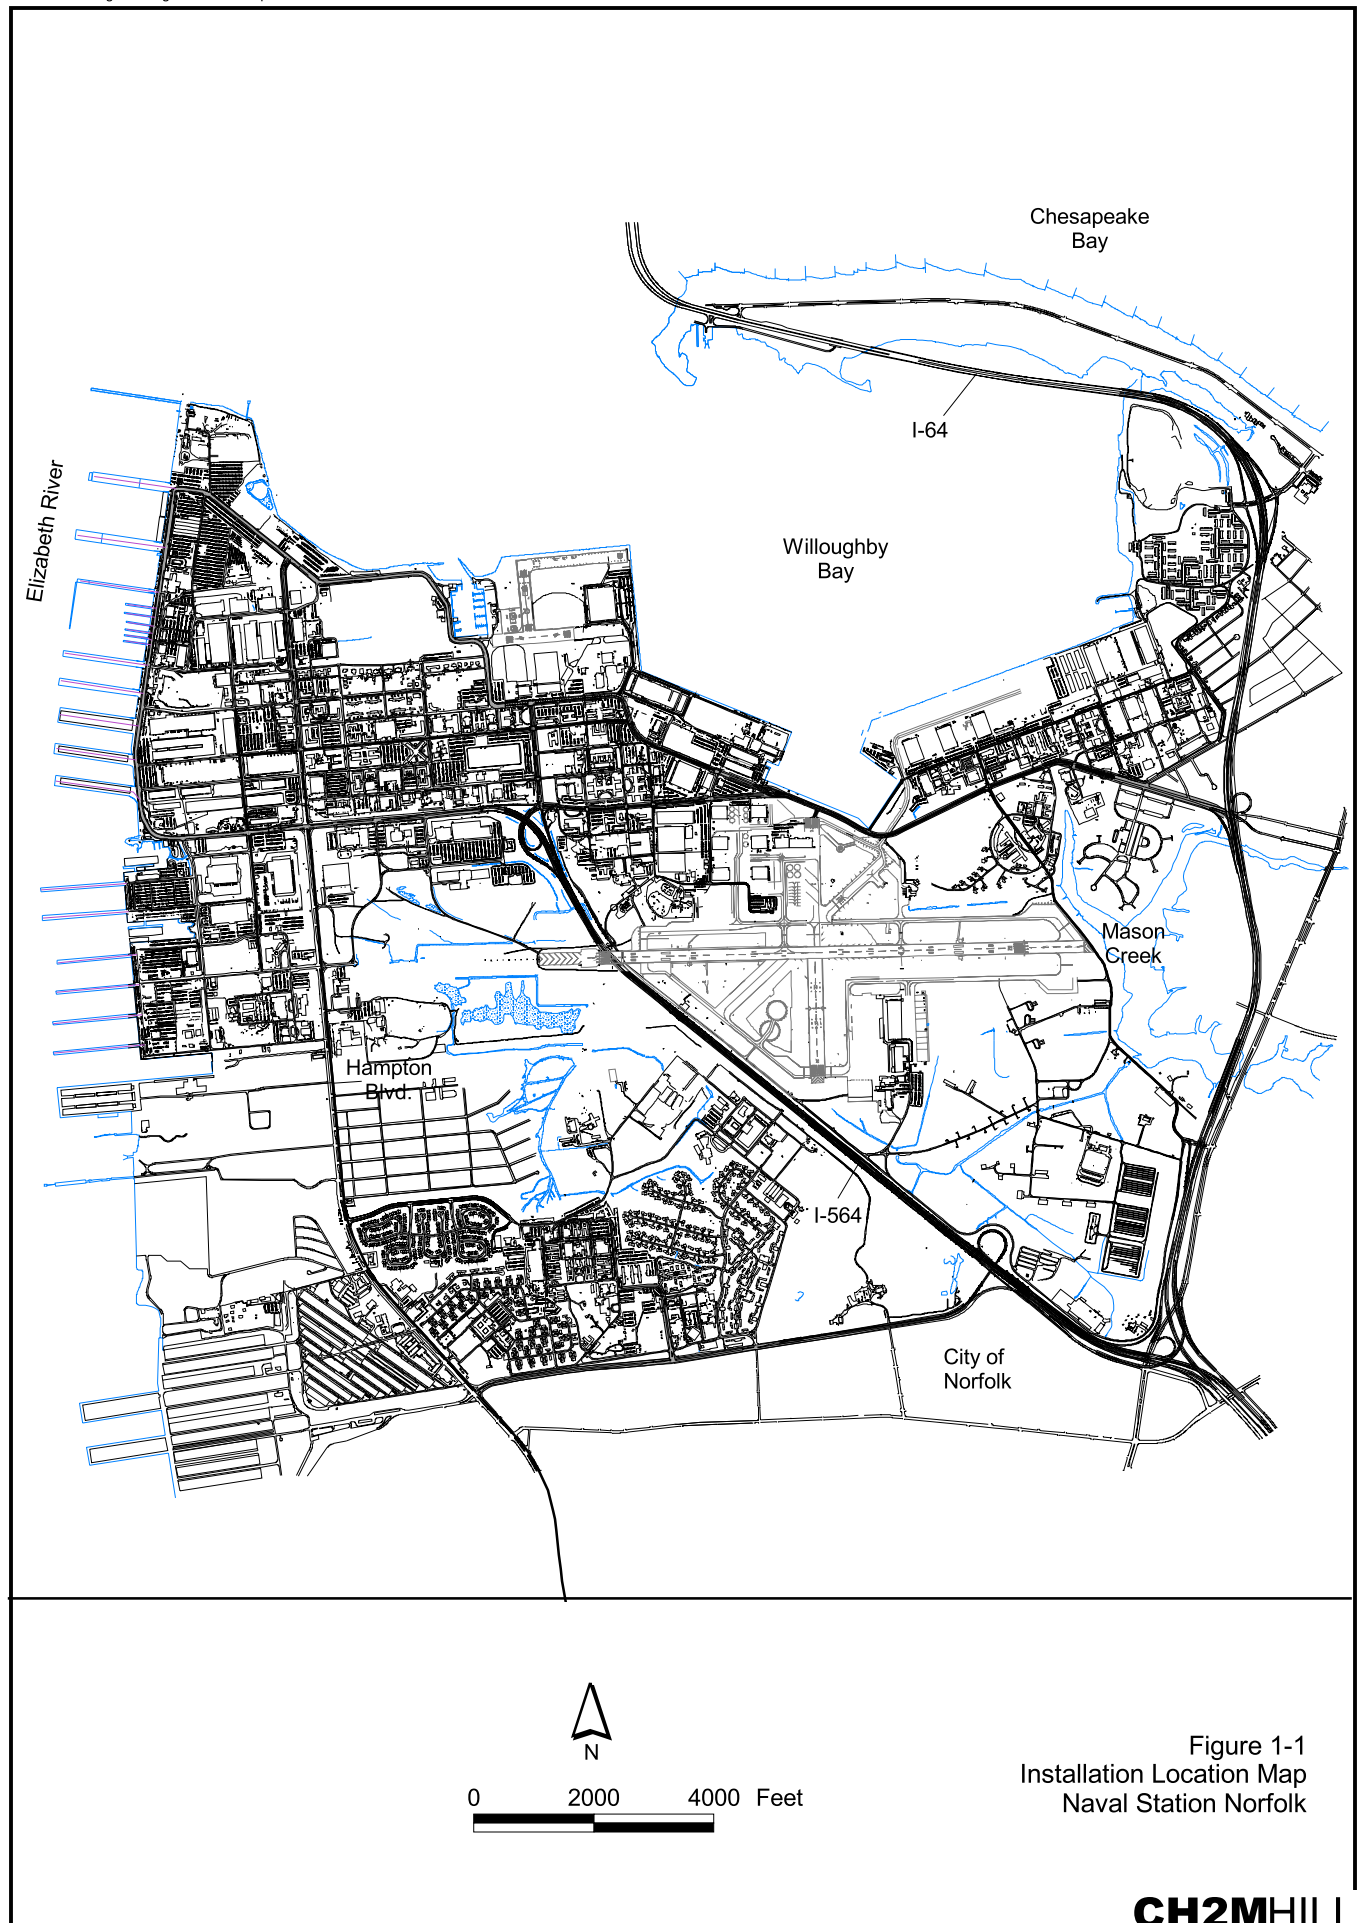 Chesapeake
Bay
I-64
Elizabeth River
Willoughby
Bay
Mason
Creek
Hampton
Blvd.
I-564
City of
Norfolk
N
0 2000 4000 Feet
Figure 1-1
Installation Location Map
Naval Station Norfolk
CH2MHILL